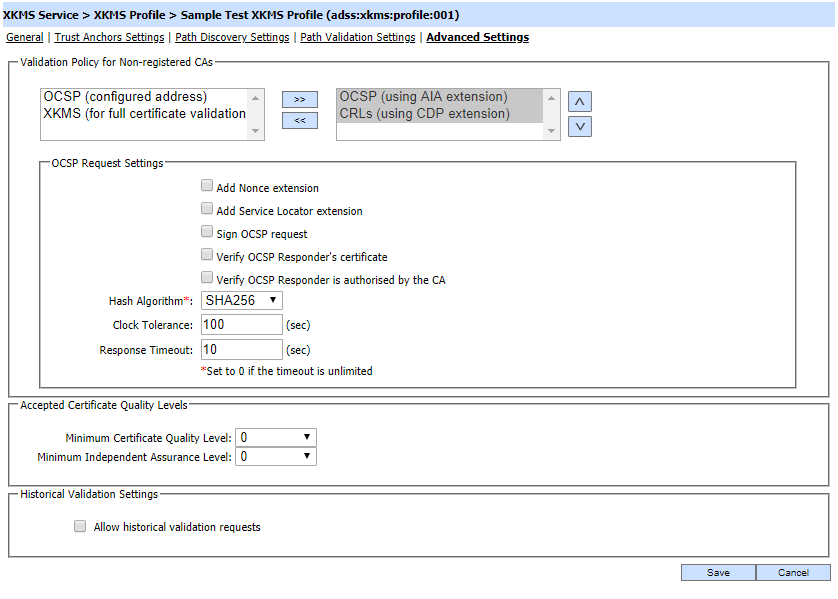 XKMS Service > XKMS Profile > Sample Test XKMS Profile (adss:xkms:profile:001)
General | Trust Anchors Settings | Path Discovery Settings | Path Validation Settings | Advanced Settings
Validation Policy for Non-registered CAs
OCSP (configured address)
XKMS (for full certificate validation
>>
<<
OCSP (using AIA extension)
CRLs (using CDP extension)
OCSP Request Settings
Add Nonce extension
Add Service Locator extension
Sign OCSP request
Verify OCSP Responder's certificate
Verify OCSP Responder is authorised by the CA
Hash Algorithm*: SHA256
Clock Tolerance: 100 (sec)
Response Timeout: 10 (sec)
*Set to 0 if the timeout is unlimited
Accepted Certificate Quality Levels
Minimum Certificate Quality Level: 0
Minimum Independent Assurance Level: 0
Historical Validation Settings
Allow historical validation requests
Save Cancel